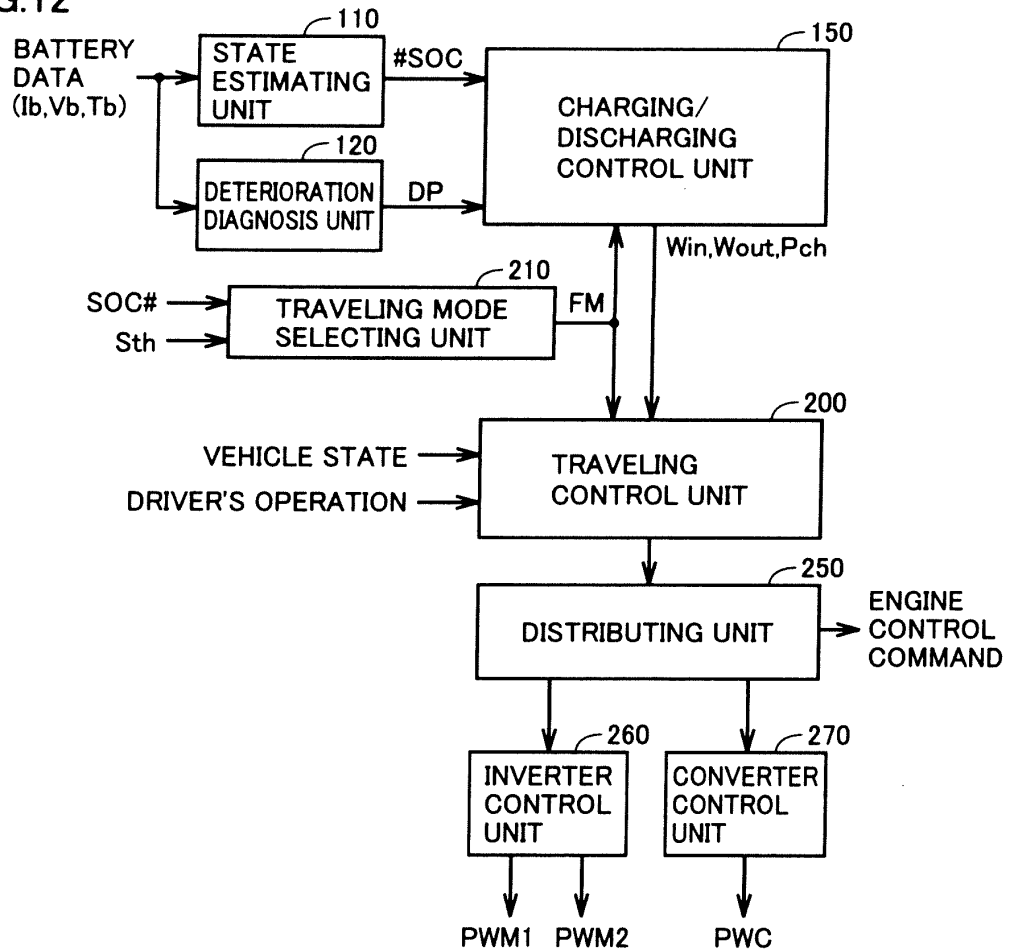 G.12
110
150
BATTERY
DATA
(Ib,Vb,Tb)
STATE
ESTIMATING
UNIT
#SOC
CHARGING/
DISCHARGING
CONTROL UNIT
120
DETERIORATION
DIAGNOSIS UNIT
DP
Win,Wout,Pch
210
SOC#
Sth
TRAVELING MODE
SELECTING UNIT
FM
200
VEHICLE STATE
DRIVER'S OPERATION
TRAVELING
CONTROL UNIT
250
DISTRIBUTING UNIT
ENGINE
CONTROL
COMMAND
260
270
INVERTER
CONTROL
UNIT
CONVERTER
CONTROL
UNIT
PWM1 PWM2 PWC